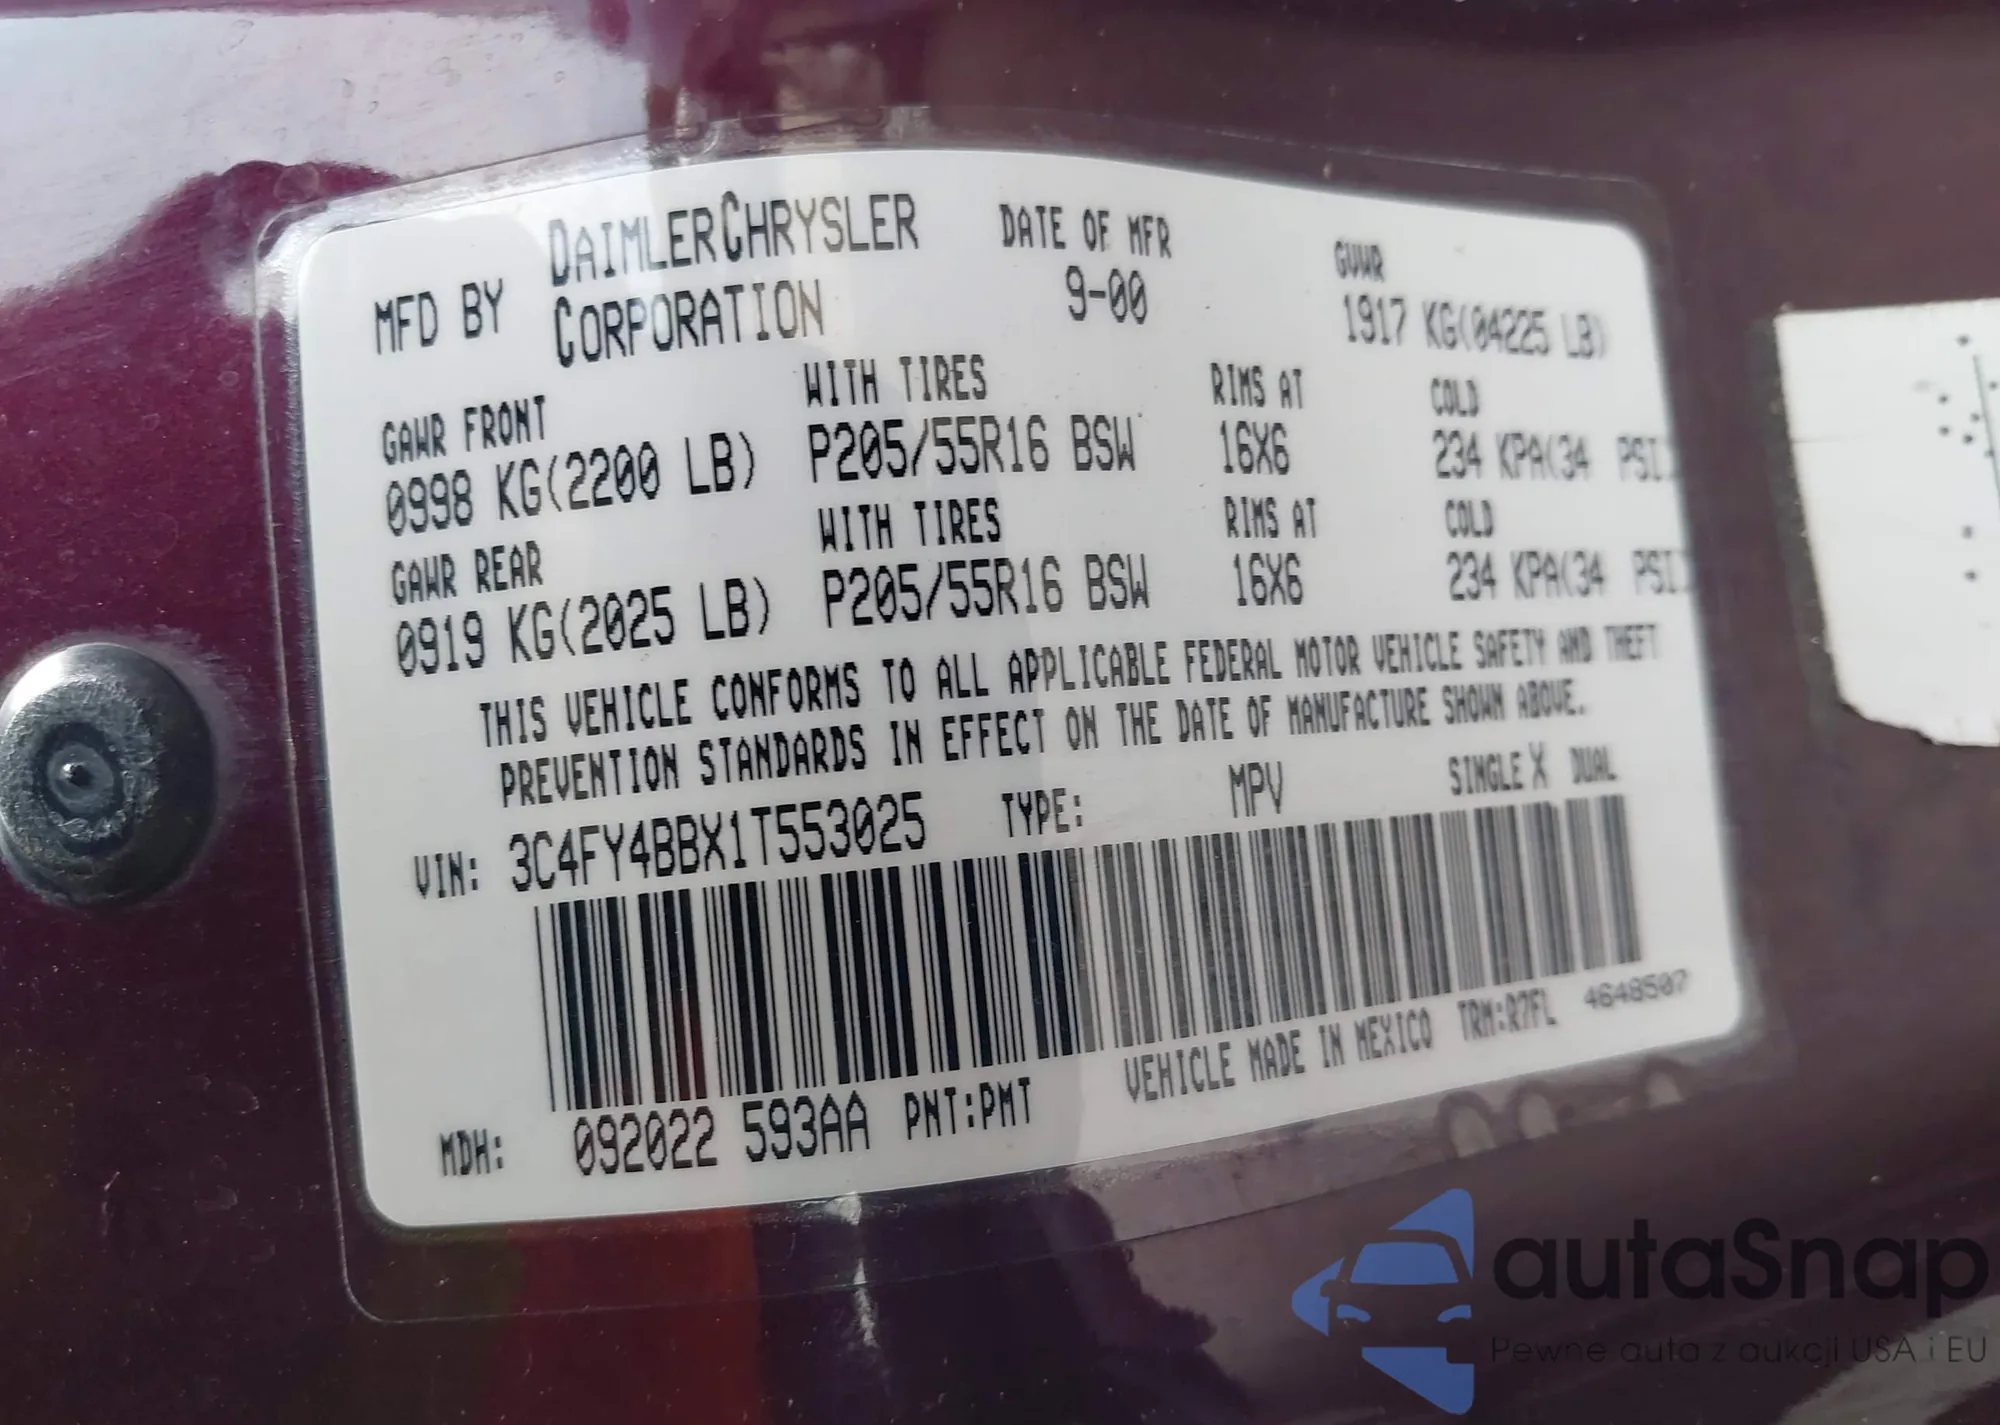 MFD BY DAIMLERCHRYSLER CORPORATION
DATE OF MFR
9-00
GVWR
1917 KG(04225 LB)
GAWR FRONT WITH TIRES RIMS AT COLD
0998 KG(2200 LB) P205/55R16 BSW 16X6 234 KPA(34 PSI)
GAWR REAR WITH TIRES RIMS AT COLD
0919 KG(2025 LB) P205/55R16 BSW 16X6 234 KPA(34 PSI)
THIS VEHICLE CONFORMS TO ALL APPLICABLE FEDERAL MOTOR VEHICLE SAFETY AND THEFT
PREVENTION STANDARDS IN EFFECT ON THE DATE OF MANUFACTURE SHOWN ABOVE.
VIN: 3C4FY4BBX1T553025 TYPE: MPV SINGLE X DUAL
MDH: 092022 593AA PNT:PMT VEHICLE MADE IN MEXICO TRM:R7FL 4648507
autaSnap
Pewne auta z aukcji USA i EU